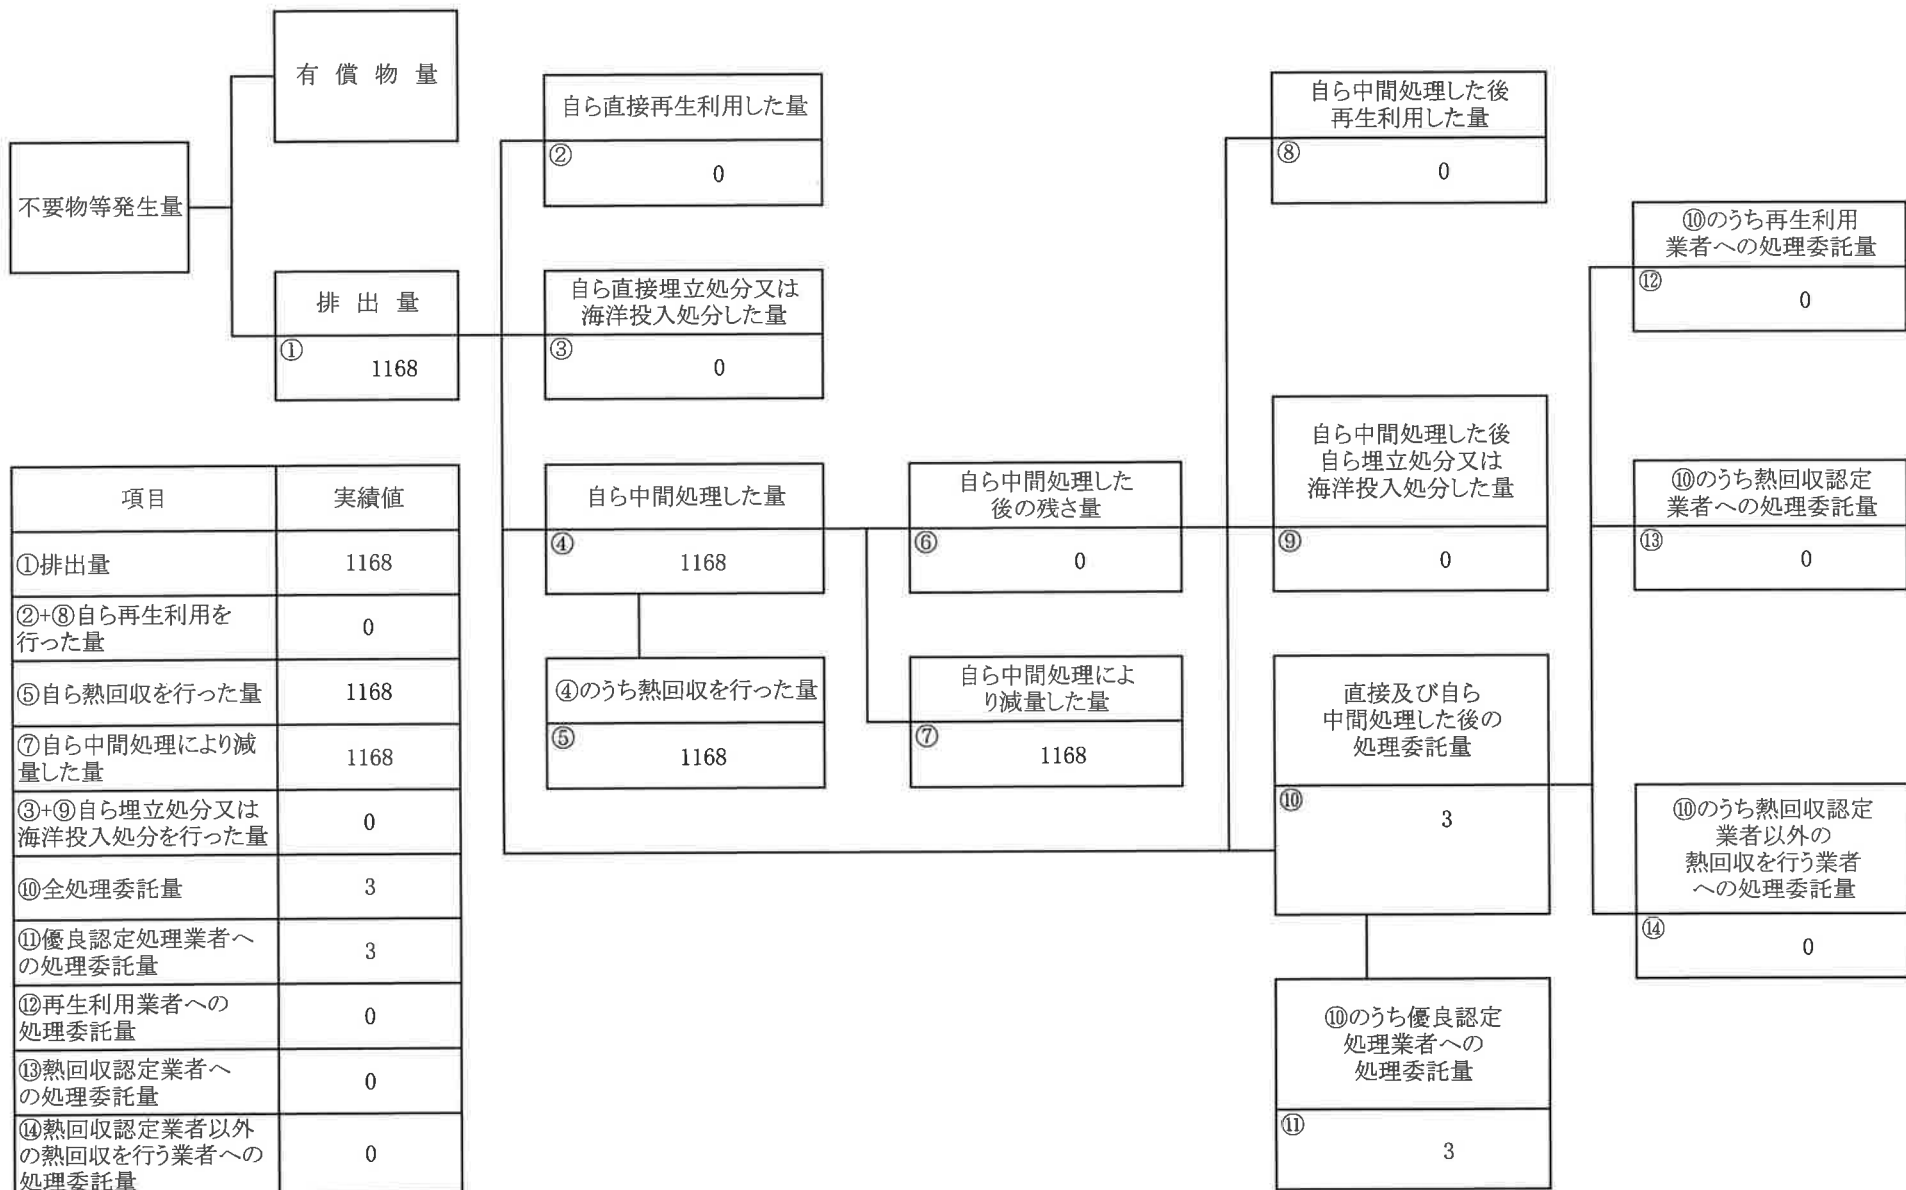 有 償 物 量
不要物等発生量
排 出 量
①
1168
自ら直接再生利用した量
②
0
自ら直接埋立処分又は
海洋投入処分した量
③
0
自ら中間処理した量
④
1168
④のうち熱回収を行った量
⑤
1168
自ら中間処理した
後の残さ量
⑥
0
自ら中間処理によ
り減量した量
⑦
1168
自ら中間処理した後
再生利用した量
⑧
0
自ら中間処理した後
自ら埋立処分又は
海洋投入処分した量
⑨
0
直接及び自ら
中間処理した後の
処理委託量
⑩
3
⑩のうち優良認定
処理業者への
処理委託量
⑪
3
⑩のうち再生利用
業者への処理委託量
⑫
0
⑩のうち熱回収認定
業者への処理委託量
⑬
0
⑩のうち熱回収認定
業者以外の
熱回収を行う業者
への処理委託量
⑭
0
項目 実績値
①排出量 1168
②+⑧自ら再生利用を
行った量 0
⑤自ら熱回収を行った量 1168
⑦自ら中間処理により減
量した量 1168
③+⑨自ら埋立処分又は
海洋投入処分を行った量 0
⑩全処理委託量 3
⑪優良認定処理業者へ
の処理委託量 3
⑫再生利用業者への
処理委託量 0
⑬熱回収認定業者へ
の処理委託量 0
⑭熱回収認定業者以外
の熱回収を行う業者への
処理委託量 0